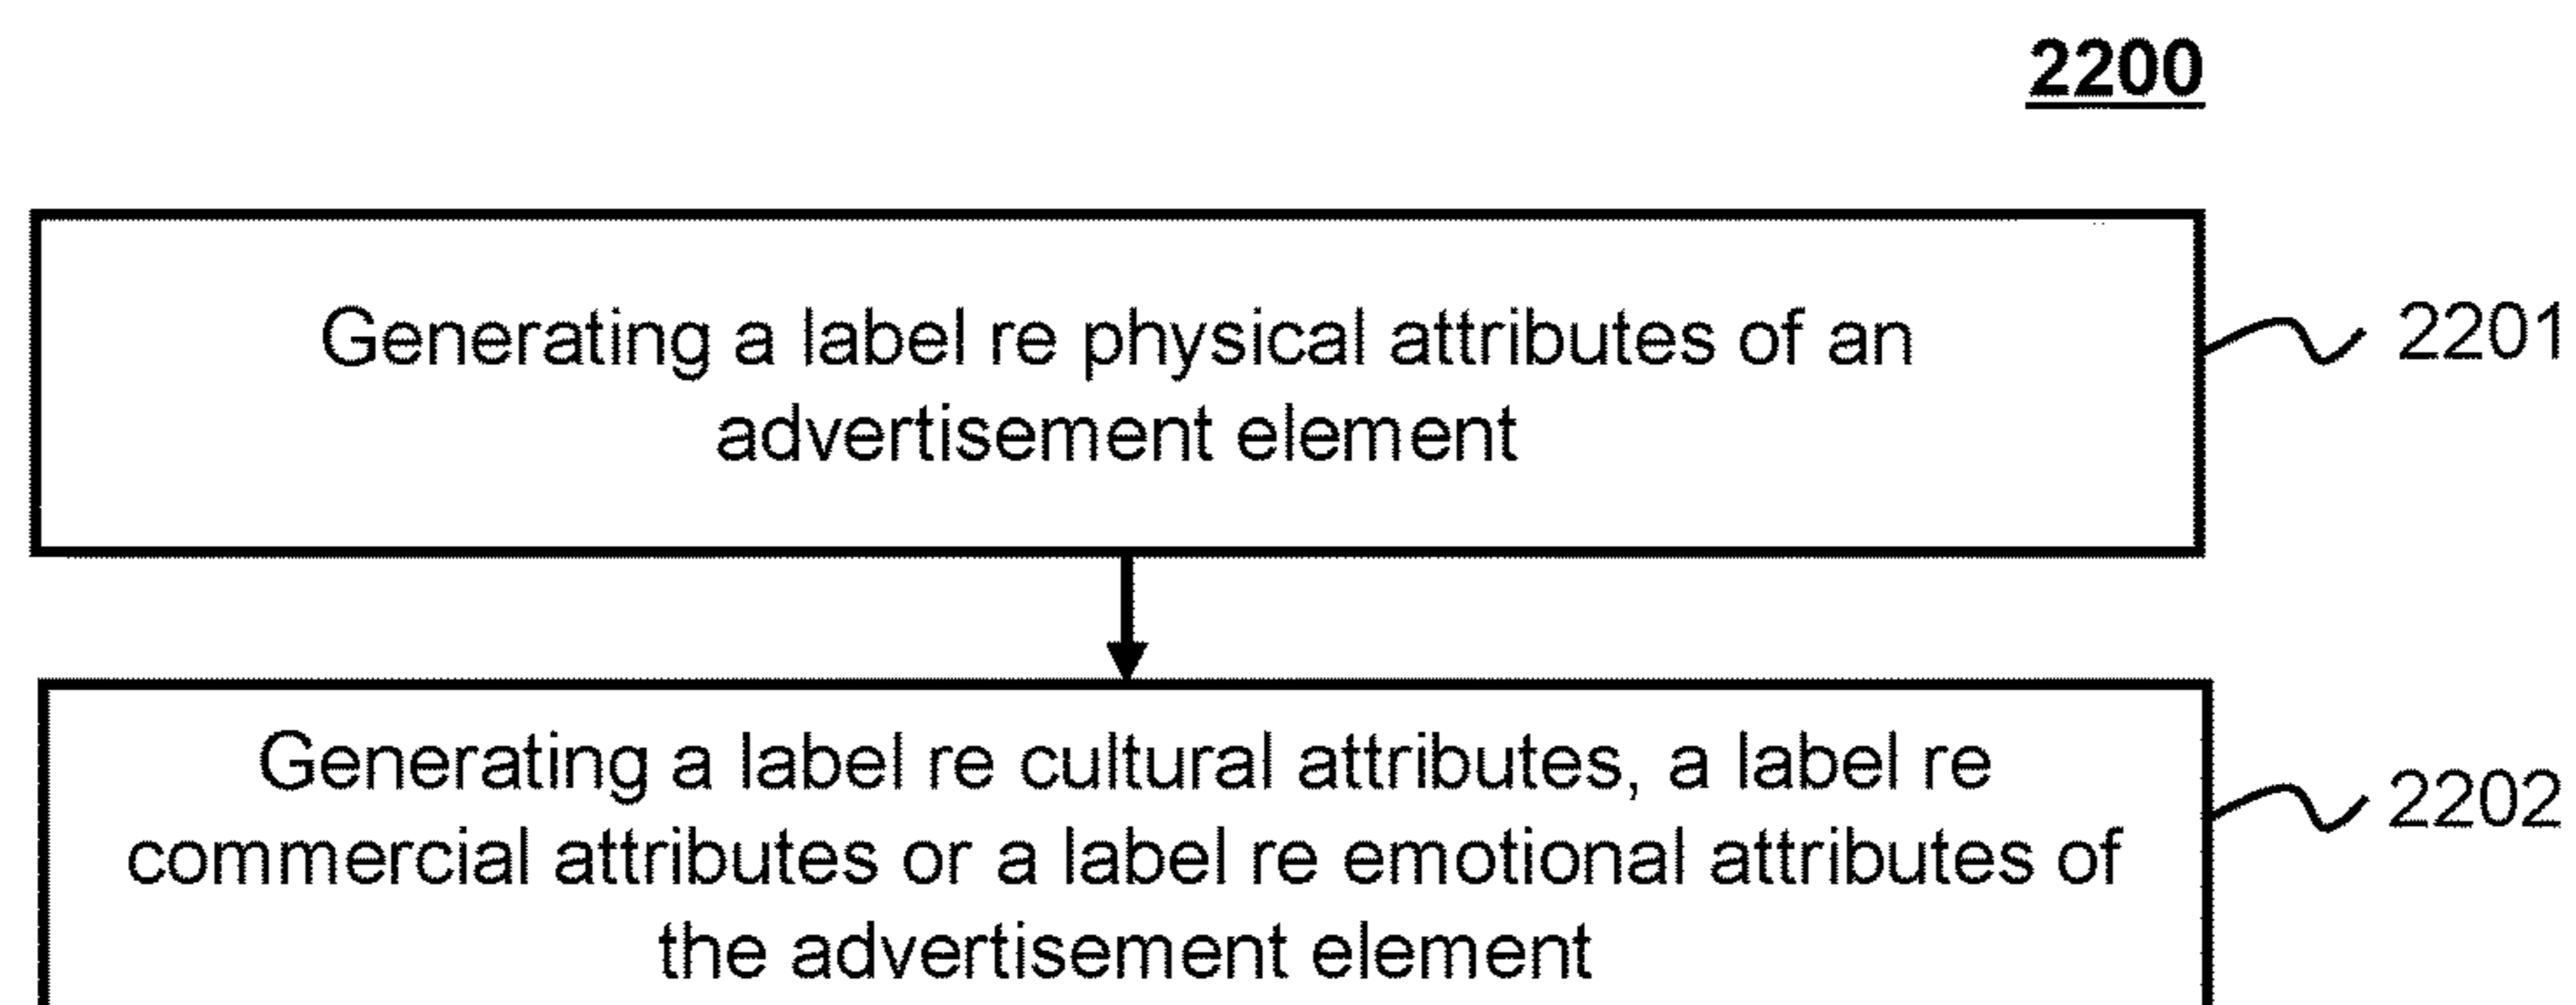 2200
Generating a label re physical attributes of an
advertisement element
2201
Generating a label re cultural attributes, a label re
commercial attributes or a label re emotional attributes of
the advertisement element
2202